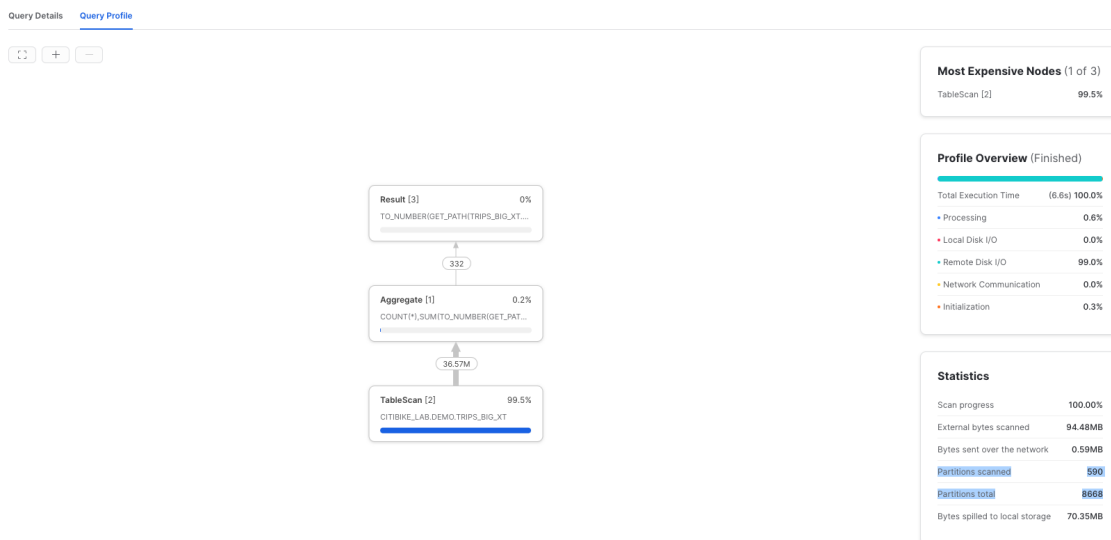 Query Details Query Profile
Most Expensive Nodes (1 of 3)
TableScan [2] 99.5%
Profile Overview (Finished)
Total Execution Time (6.6s) 100.0%
Processing 0.6%
Local Disk I/O 0.0%
Remote Disk I/O 99.0%
Network Communication 0.0%
Initialization 0.3%
Statistics
Scan progress 100.00%
External bytes scanned 94.48MB
Bytes sent over the network 0.59MB
Partitions scanned 590
Partitions total 8668
Bytes spilled to local storage 70.35MB
Result [3] 0%
TO_NUMBER(GET_PATH(TRIPS_BIG_XT....
332
Aggregate [1] 0.2%
COUNT(*),SUM(TO_NUMBER(GET_PAT...
36.57M
TableScan [2] 99.5%
CITIBIKE_LAB.DEMO.TRIPS_BIG_XT